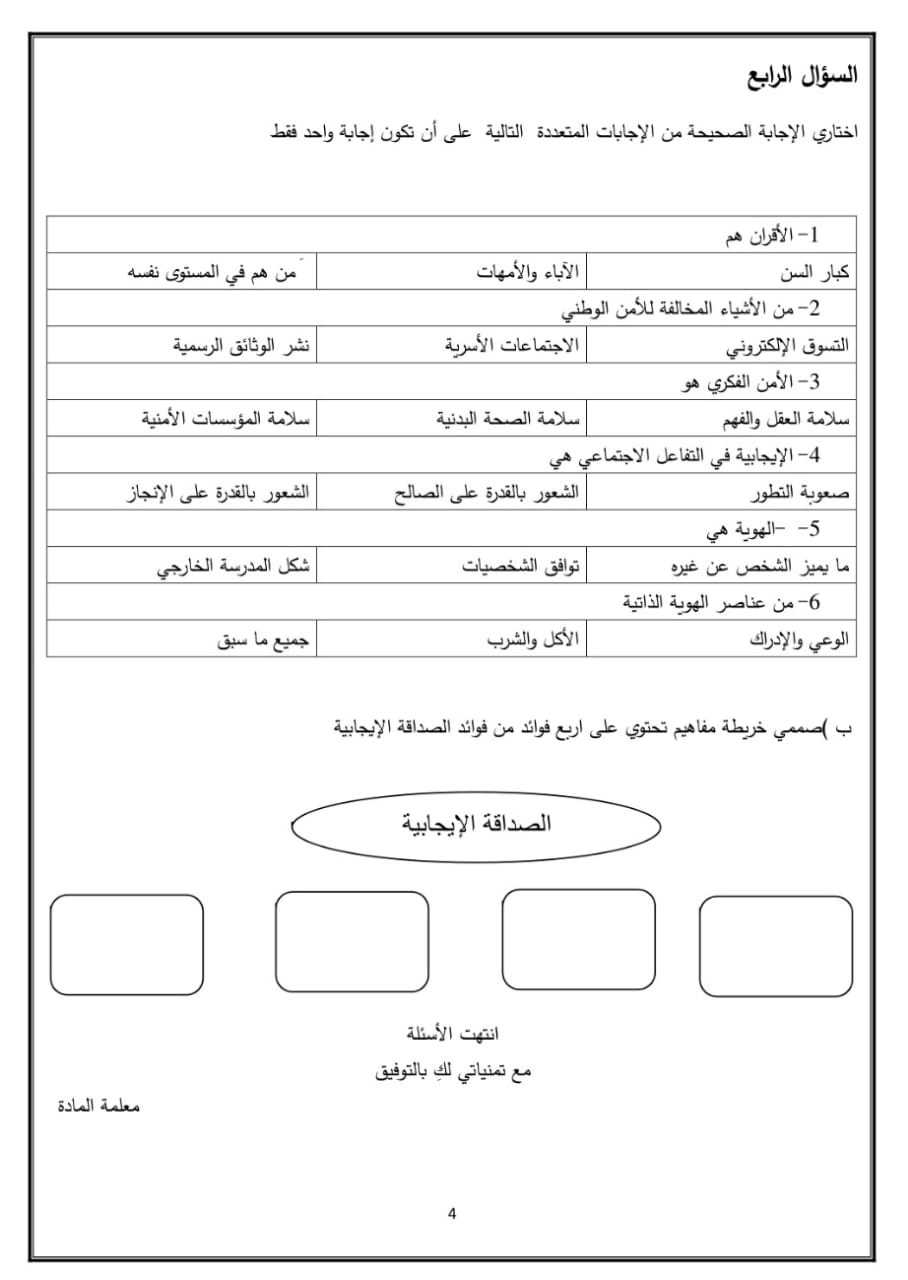 السؤال الرابع
اختاري الإجابة الصحيحة من الإجابات المتعددة التالية على أن تكون إجابة واحد فقط
1- الأقران هم
كبار السن الآباء والأمهات َمن هم في المستوى نفسه
2- من الأشياء المخالفة للأمن الوطني
التسوق الإلكتروني الاجتماعات الأسرية نشر الوثائق الرسمية
3- الأمن الفكري هو
سلامة العقل والفهم سلامة الصحة البدنية سلامة المؤسسات الأمنية
4- الإيجابية في التفاعل الاجتماعي هي
صعوبة التطور الشعور بالقدرة على الصالح الشعور بالقدرة على الإنجاز
5- -الهوية هي
ما يميز الشخص عن غيره توافق الشخصيات شكل المدرسة الخارجي
6- من عناصر الهوية الذاتية
الوعي والإدراك الأكل والشرب جميع ما سبق
ب )صممي خريطة مفاهيم تحتوي على اربع فوائد من فوائد الصداقة الإيجابية
الصداقة الإيجابية
انتهت الأسئلة
مع تمنياتي لكِ بالتوفيق
معلمة المادة
4